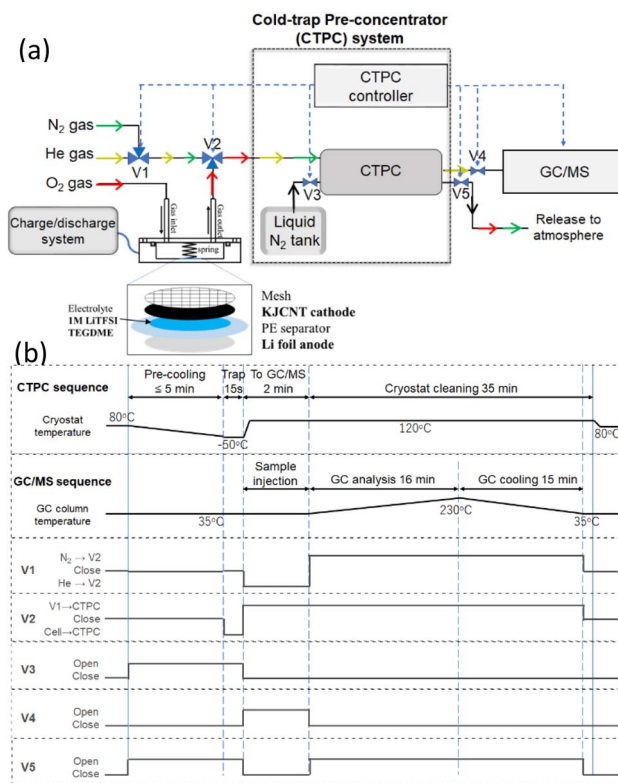 (a)
Cold-trap Pre-concentrator
(CTPC) system
CTPC
controller
N₂ gas
He gas
O₂ gas
V1
V2
V3
V4
V5
CTPC
GC/MS
Liquid
N₂ tank
Release to
atmosphere
Charge/discharge
system
Gas inlet
Gas outlet
spring
Electrolyte
1M LiTFSI
TEGDME
Mesh
KJCNT cathode
PE separator
Li foil anode
(b)
CTPC sequence
Pre-cooling
≤ 5 min
Trap
15s
To GC/MS
2 min
Cryostat cleaning 35 min
Cryostat
temperature
80°C
-50°C
120°C
80°C
GC/MS sequence
Sample
injection
GC analysis 16 min
GC cooling 15 min
GC column
temperature
35°C
230°C
35°C
V1
N₂ → V2
Close
He → V2
V2
V1→CTPC
Close
Cell→CTPC
V3
Open
Close
V4
Open
Close
V5
Open
Close